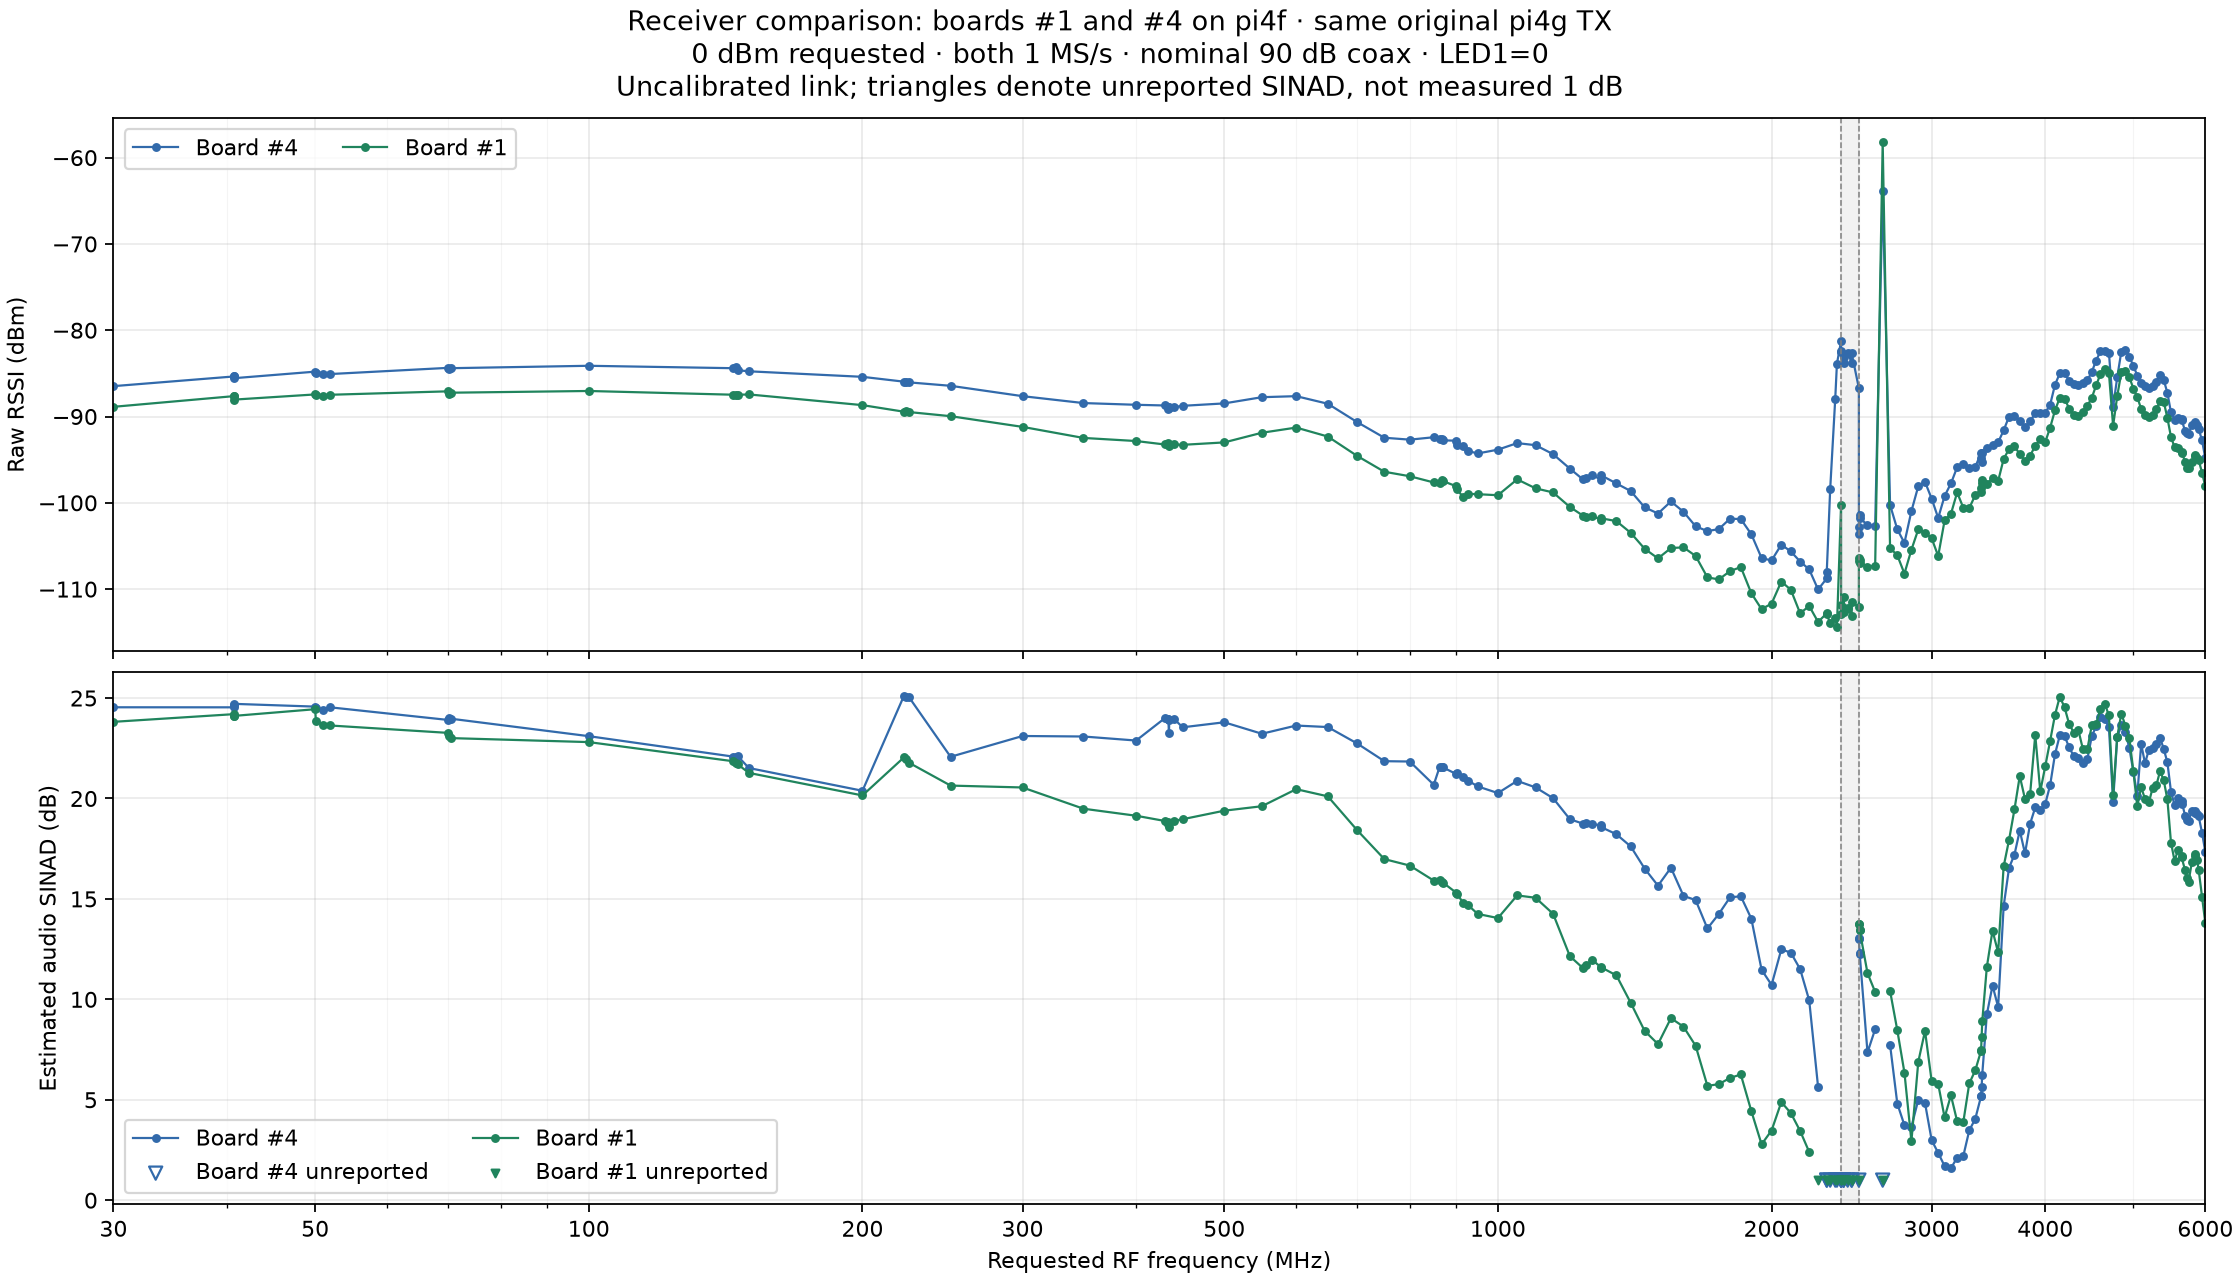 Receiver comparison: boards #1 and #4 on pi4f · same original pi4g TX
0 dBm requested · both 1 MS/s · nominal 90 dB coax · LED1=0
Uncalibrated link; triangles denote unreported SINAD, not measured 1 dB
Board #4
Board #1
Raw RSSI (dBm)
−60
−70
−80
−90
−100
−110
Estimated audio SINAD (dB)
25
20
15
10
5
0
Board #4
Board #1
Board #4 unreported
Board #1 unreported
30
50
100
200
300
500
1000
2000
3000
4000
6000
Requested RF frequency (MHz)